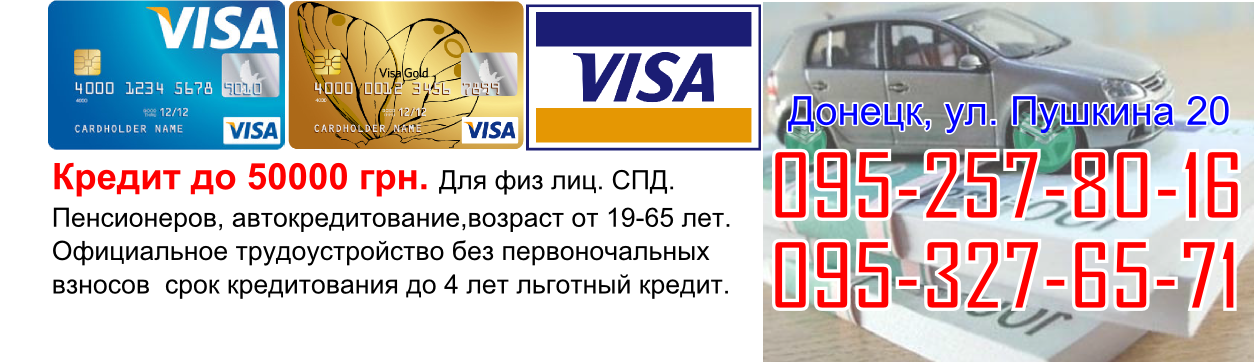 VISA
4000 1234 5678 9010
4000
12/12
CARDHOLDER NAME
VISA
Visa Gold
4000 0012 3456 7899
4000
12/12
CARDHOLDER NAME
VISA
VISA
Кредит до 50000 грн. Для физ лиц. СПД.
Пенсионеров, автокредитование,возраст от 19-65 лет.
Официальное трудоустройство без первоночальных
взносов срок кредитования до 4 лет льготный кредит.
Донецк, ул. Пушкина 20
095-257-80-16
095-327-65-71